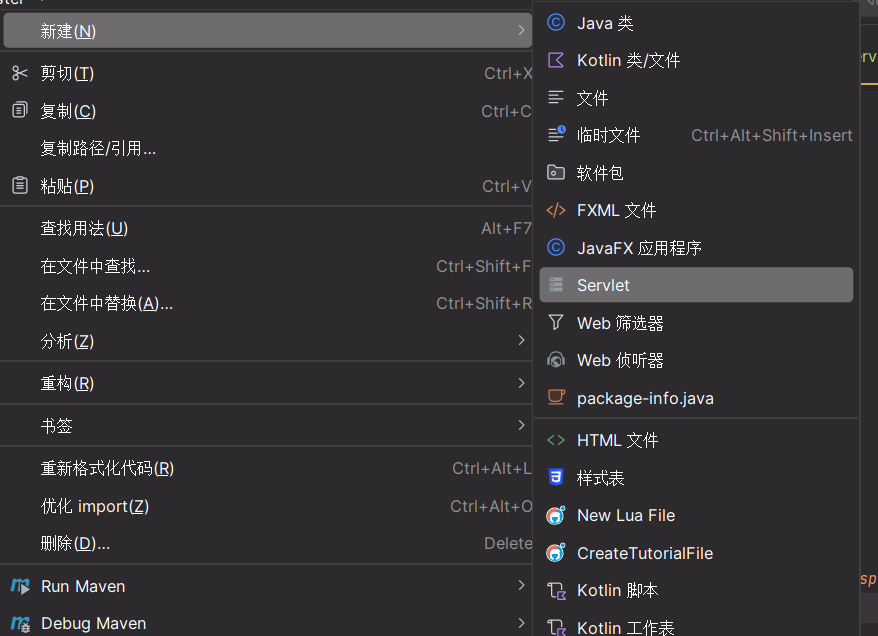 新建(N)
剪切(T) Ctrl+X
复制(C) Ctrl+C
复制路径/引用...
粘贴(P) Ctrl+V
查找用法(U) Alt+F7
在文件中查找... Ctrl+Shift+F
在文件中替换(A)... Ctrl+Shift+R
分析(Z)
重构(R)
书签
重新格式化代码(R) Ctrl+Alt+L
优化 import(Z) Ctrl+Alt+O
删除(D)... Delete
Run Maven
Debug Maven
Java 类
Kotlin 类/文件
文件
临时文件 Ctrl+Alt+Shift+Insert
软件包
FXML 文件
JavaFX 应用程序
Servlet
Web 筛选器
Web 侦听器
package-info.java
HTML 文件
样式表
New Lua File
CreateTutorialFile
Kotlin 脚本
Kotlin 工作表